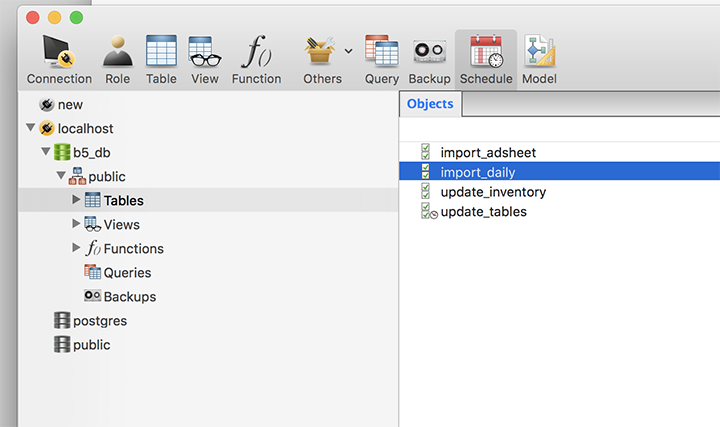 Connection Role Table View Function Others Query Backup Schedule Model
new
localhost
b5_db
public
Tables
Views
Functions
Queries
Backups
postgres
public
Objects
import_adsheet
import_daily
update_inventory
update_tables